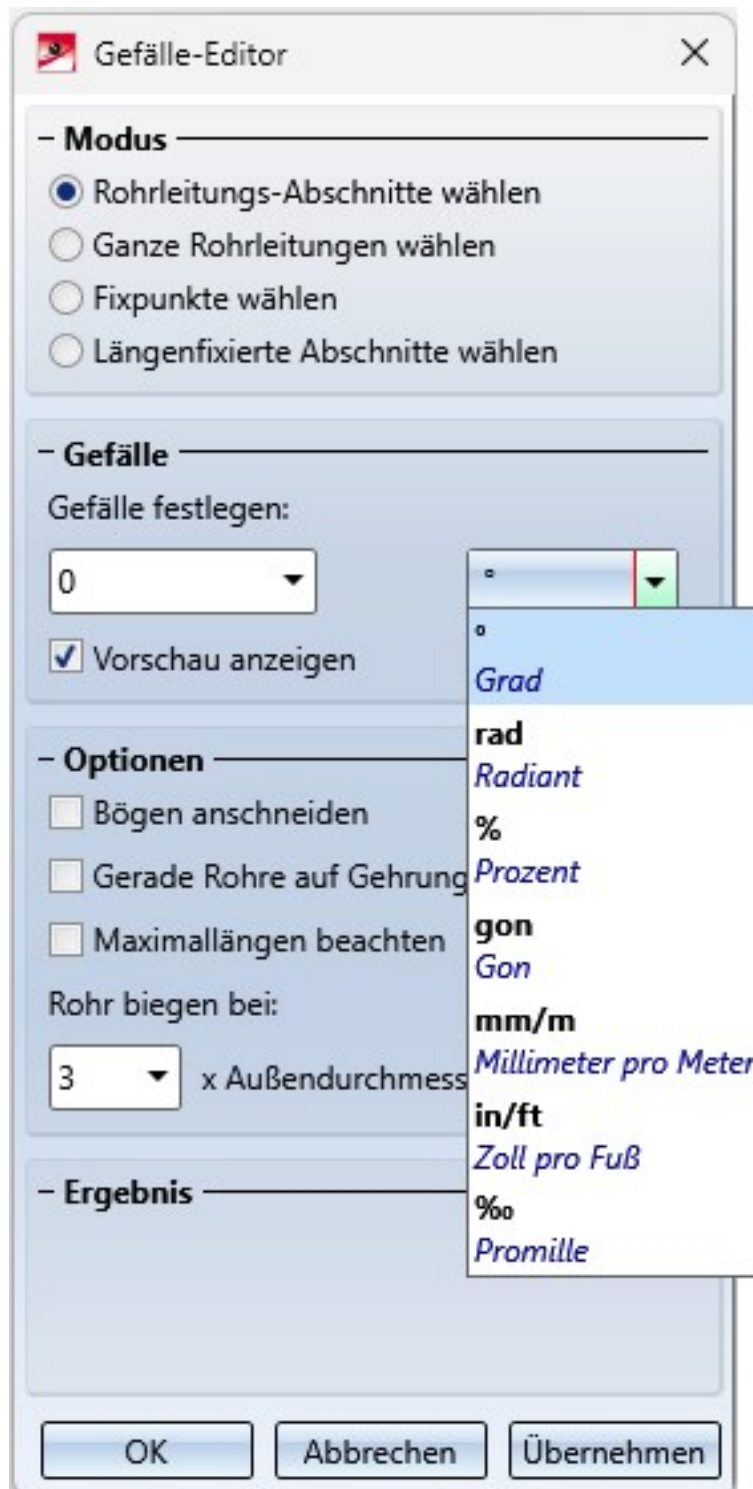 Gefälle-Editor
Modus
Rohrleitungs-Abschnitte wählen
Ganze Rohrleitungen wählen
Fixpunkte wählen
Längenfixierte Abschnitte wählen
Gefälle
Gefälle festlegen:
0 °
Vorschau anzeigen
°
Grad
rad
Radiant
%
Prozent
gon
Gon
mm/m
Millimeter pro Meter
in/ft
Zoll pro Fuß
‰
Promille
Optionen
Bögen anschneiden
Gerade Rohre auf Gehrung
Maximallängen beachten
Rohr biegen bei:
3 x Außendurchmess
Ergebnis
OK Abbrechen Übernehmen